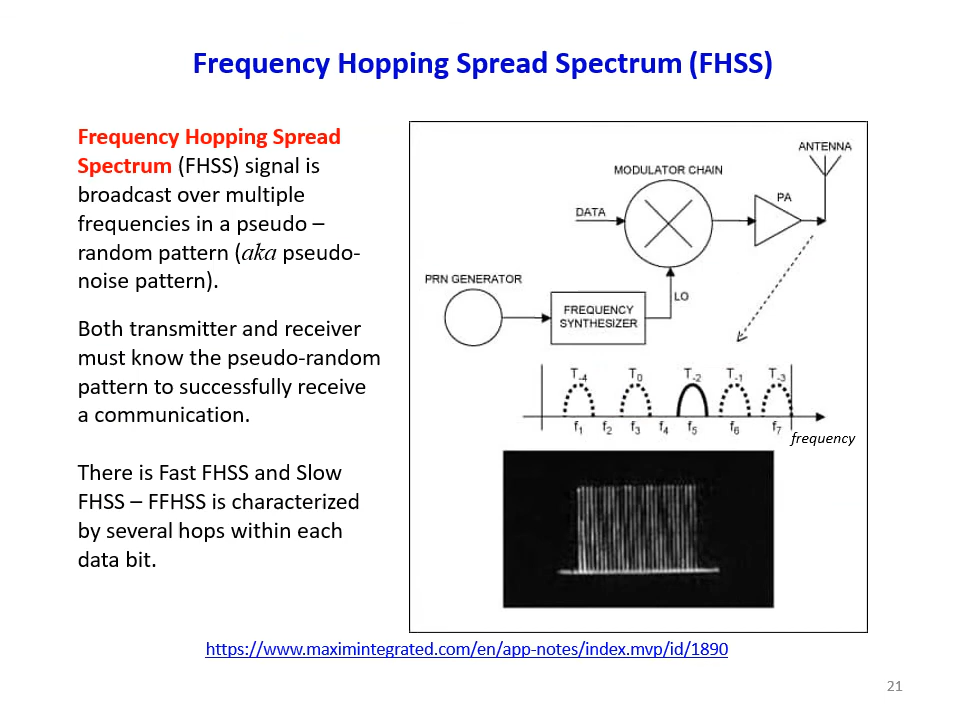 Frequency Hopping Spread Spectrum (FHSS)
Frequency Hopping Spread
Spectrum (FHSS) signal is
broadcast over multiple
frequencies in a pseudo –
random pattern (aka pseudo-
noise pattern).
Both transmitter and receiver
must know the pseudo-random
pattern to successfully receive
a communication.
There is Fast FHSS and Slow
FHSS – FFHSS is characterized
by several hops within each
data bit.
ANTENNA
MODULATOR CHAIN
PA
DATA
PRN GENERATOR
LO
FREQUENCY
SYNTHESIZER
T-4 T0 T-2 T-1 T-3
f1 f2 f3 f4 f5 f6 f7
frequency
https://www.maximintegrated.com/en/app-notes/index.mvp/id/1890
21